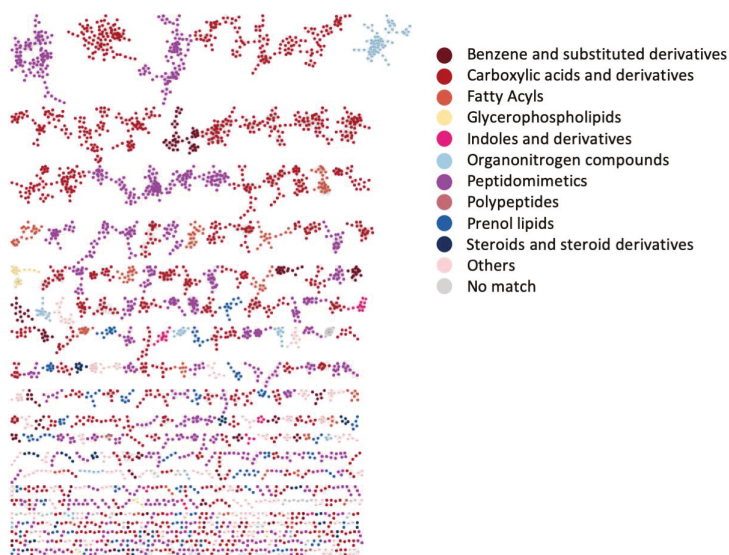 Benzene and substituted derivatives
Carboxylic acids and derivatives
Fatty Acyls
Glycerophospholipids
Indoles and derivatives
Organonitrogen compounds
Peptidomimetics
Polypeptides
Prenol lipids
Steroids and steroid derivatives
Others
No match